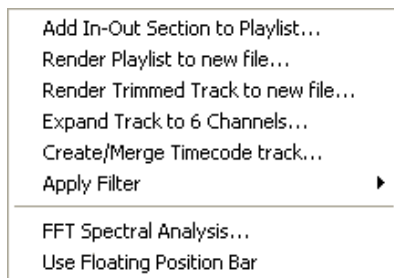 Add In-Out Section to Playlist...
Render Playlist to new file...
Render Trimmed Track to new file...
Expand Track to 6 Channels...
Create/Merge Timecode track...
Apply Filter
FFT Spectral Analysis...
Use Floating Position Bar